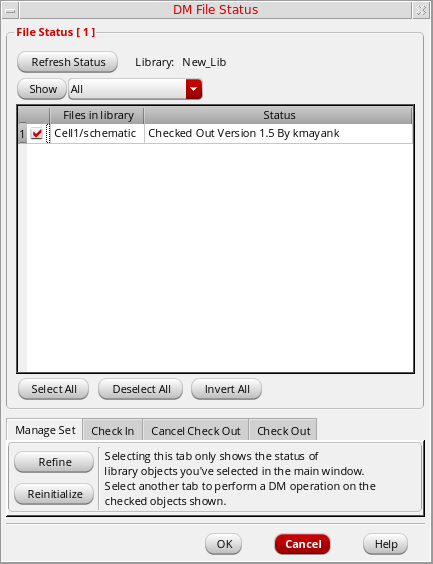 DM File Status
File Status [ 1 ]
Refresh Status Library: New_Lib
Show All
Files in library Status
1 Cell1/schematic Checked Out Version 1.5 By kmayank
Select All Deselect All Invert All
Manage Set Check In Cancel Check Out Check Out
Refine
Reinitialize
Selecting this tab only shows the status of
library objects you've selected in the main window.
Select another tab to perform a DM operation on the
checked objects shown.
OK Cancel Help